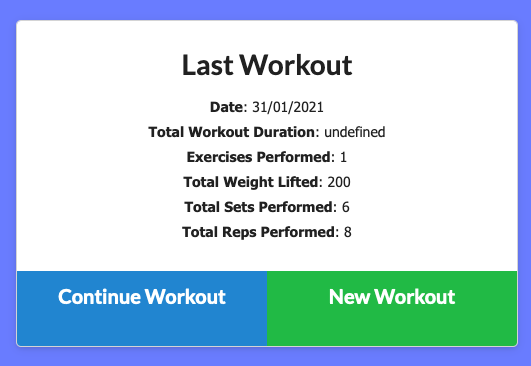 Last Workout
Date: 31/01/2021
Total Workout Duration: undefined
Exercises Performed: 1
Total Weight Lifted: 200
Total Sets Performed: 6
Total Reps Performed: 8
Continue Workout
New Workout